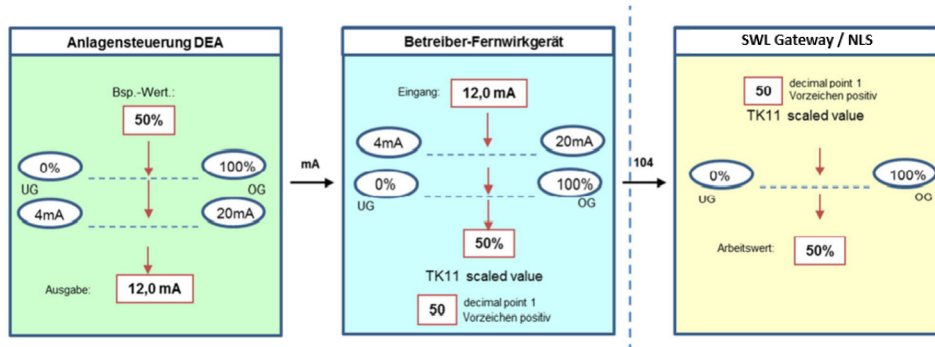 Anlagensteuerung DEA
Bsp.-Wert.:
50%
0%
100%
UG
OG
4mA
20mA
Ausgabe:
12,0 mA
mA
Betreiber-Fernwirkgerät
Eingang:
12,0 mA
4mA
20mA
0%
100%
UG
OG
50%
TK11 scaled value
50
decimal point 1
Vorzeichen positiv
104
SWL Gateway / NLS
50
decimal point 1
Vorzeichen positiv
TK11 scaled value
0%
100%
UG
OG
Arbeitswert:
50%